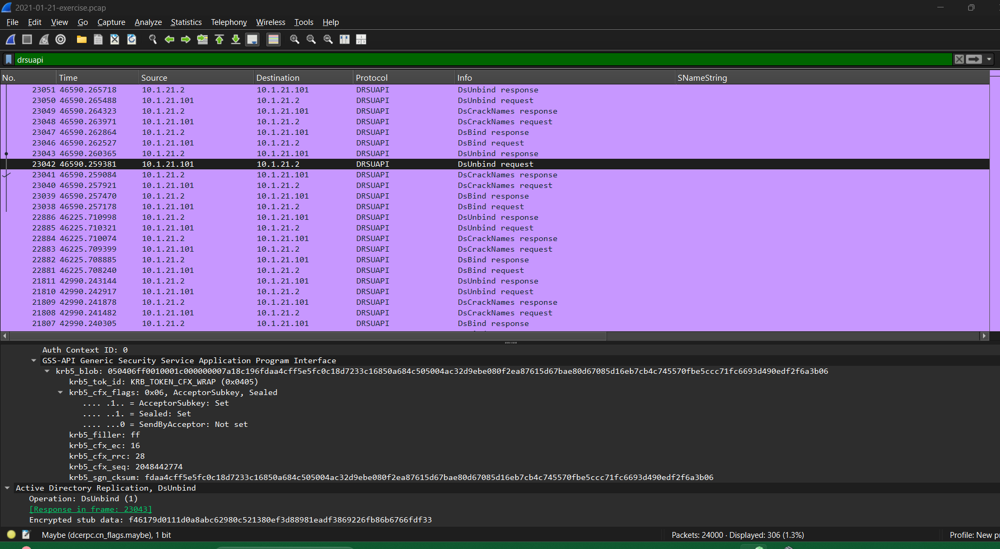 2021-01-21-exercise.pcap
File Edit View Go Capture Analyze Statistics Telephony Wireless Tools Help
drsuapi
No. Time Source Destination Protocol Info SNameString
23051 46590.265718 10.1.21.2 10.1.21.101 DRSUAPI DsUnbind response
23050 46590.265488 10.1.21.101 10.1.21.2 DRSUAPI DsUnbind request
23049 46590.264323 10.1.21.2 10.1.21.101 DRSUAPI DsCrackNames response
23048 46590.263971 10.1.21.101 10.1.21.2 DRSUAPI DsCrackNames request
23047 46590.262864 10.1.21.2 10.1.21.101 DRSUAPI DsBind response
23046 46590.262527 10.1.21.101 10.1.21.2 DRSUAPI DsBind request
23043 46590.260365 10.1.21.2 10.1.21.101 DRSUAPI DsUnbind response
23042 46590.259381 10.1.21.101 10.1.21.2 DRSUAPI DsUnbind request
23041 46590.259084 10.1.21.2 10.1.21.101 DRSUAPI DsCrackNames response
23040 46590.257921 10.1.21.101 10.1.21.2 DRSUAPI DsCrackNames request
23039 46590.257470 10.1.21.2 10.1.21.101 DRSUAPI DsBind response
23038 46590.257178 10.1.21.101 10.1.21.2 DRSUAPI DsBind request
22886 46225.710998 10.1.21.2 10.1.21.101 DRSUAPI DsUnbind response
22885 46225.710321 10.1.21.101 10.1.21.2 DRSUAPI DsUnbind request
22884 46225.710074 10.1.21.2 10.1.21.101 DRSUAPI DsCrackNames response
22883 46225.709399 10.1.21.101 10.1.21.2 DRSUAPI DsCrackNames request
22882 46225.708885 10.1.21.2 10.1.21.101 DRSUAPI DsBind response
22881 46225.708240 10.1.21.101 10.1.21.2 DRSUAPI DsBind request
21811 42990.243144 10.1.21.2 10.1.21.101 DRSUAPI DsUnbind response
21810 42990.242917 10.1.21.101 10.1.21.2 DRSUAPI DsUnbind request
21809 42990.241878 10.1.21.2 10.1.21.101 DRSUAPI DsCrackNames response
21808 42990.241482 10.1.21.101 10.1.21.2 DRSUAPI DsCrackNames request
21807 42990.240305 10.1.21.2 10.1.21.101 DRSUAPI DsBind response
Auth Context ID: 0
GSS-API Generic Security Service Application Program Interface
krb5_blob: 050406ff0010001c000000007a18c196fdaa4cff5e5fc0c18d7233c16850a684c505004ac32d9ebe080f2ea87615d67bae80d67085d16eb7cb4c745570fbe5ccc71fc6693d490edf2f6a3b06
krb5_tok_id: KRB_TOKEN_CFX_WRAP (0x0405)
krb5_cfx_flags: 0x06, AcceptorSubkey, Sealed
.... .1.. = AcceptorSubkey: Set
.... ..1. = Sealed: Set
.... ...0 = SendByAcceptor: Not set
krb5_filler: ff
krb5_cfx_ec: 16
krb5_cfx_rrc: 28
krb5_cfx_seq: 2048442774
krb5_sgn_cksum: fdaa4cff5e5fc0c18d7233c16850a684c505004ac32d9ebe080f2ea87615d67bae80d67085d16eb7cb4c745570fbe5ccc71fc6693d490edf2f6a3b06
Active Directory Replication, DsUnbind
Operation: DsUnbind (1)
[Response in frame: 23043]
Encrypted stub data: f46179d0111d0a8abc62980c521380ef3d88981eadf3869226fb86b6766fdf33
Maybe (dcerpc.cn_flags.maybe), 1 bit Packets: 24000 · Displayed: 306 (1.3%) Profile: New